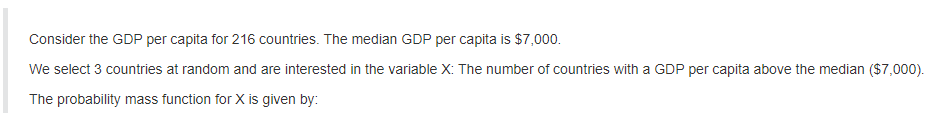 Consider the GDP per capita for 216 countries. The median GDP per capita is $7,000.
We select 3 countries at random and are interested in the variable X: The number of countries with a GDP per capita above the median ($7,000).
The probability mass function for X is given by: